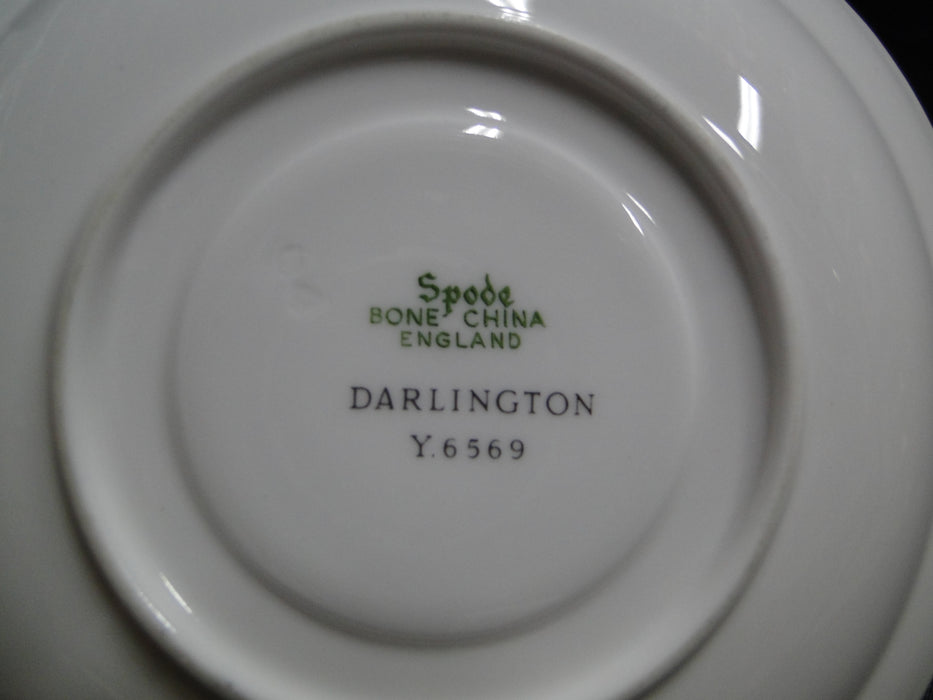 Spode
BONE CHINA
ENGLAND
DARLINGTON
Y.6569